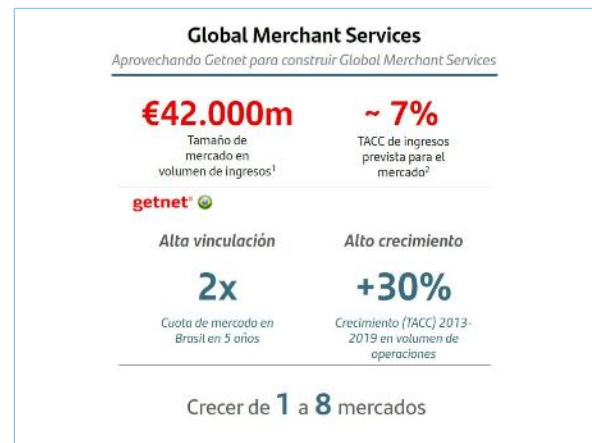 Global Merchant Services
Aprovechando Getnet para construir Global Merchant Services
€42.000m
Tamaño de
mercado en
volumen de ingresos¹
~ 7%
TACC de ingresos
prevista para el
mercado²
getnet®
Alta vinculación
Alto crecimiento
2x
Cuota de mercado en
Brasil en 5 años
+30%
Crecimiento (TACC) 2013-
2019 en volumen de
operaciones
Crecer de 1 a 8 mercados